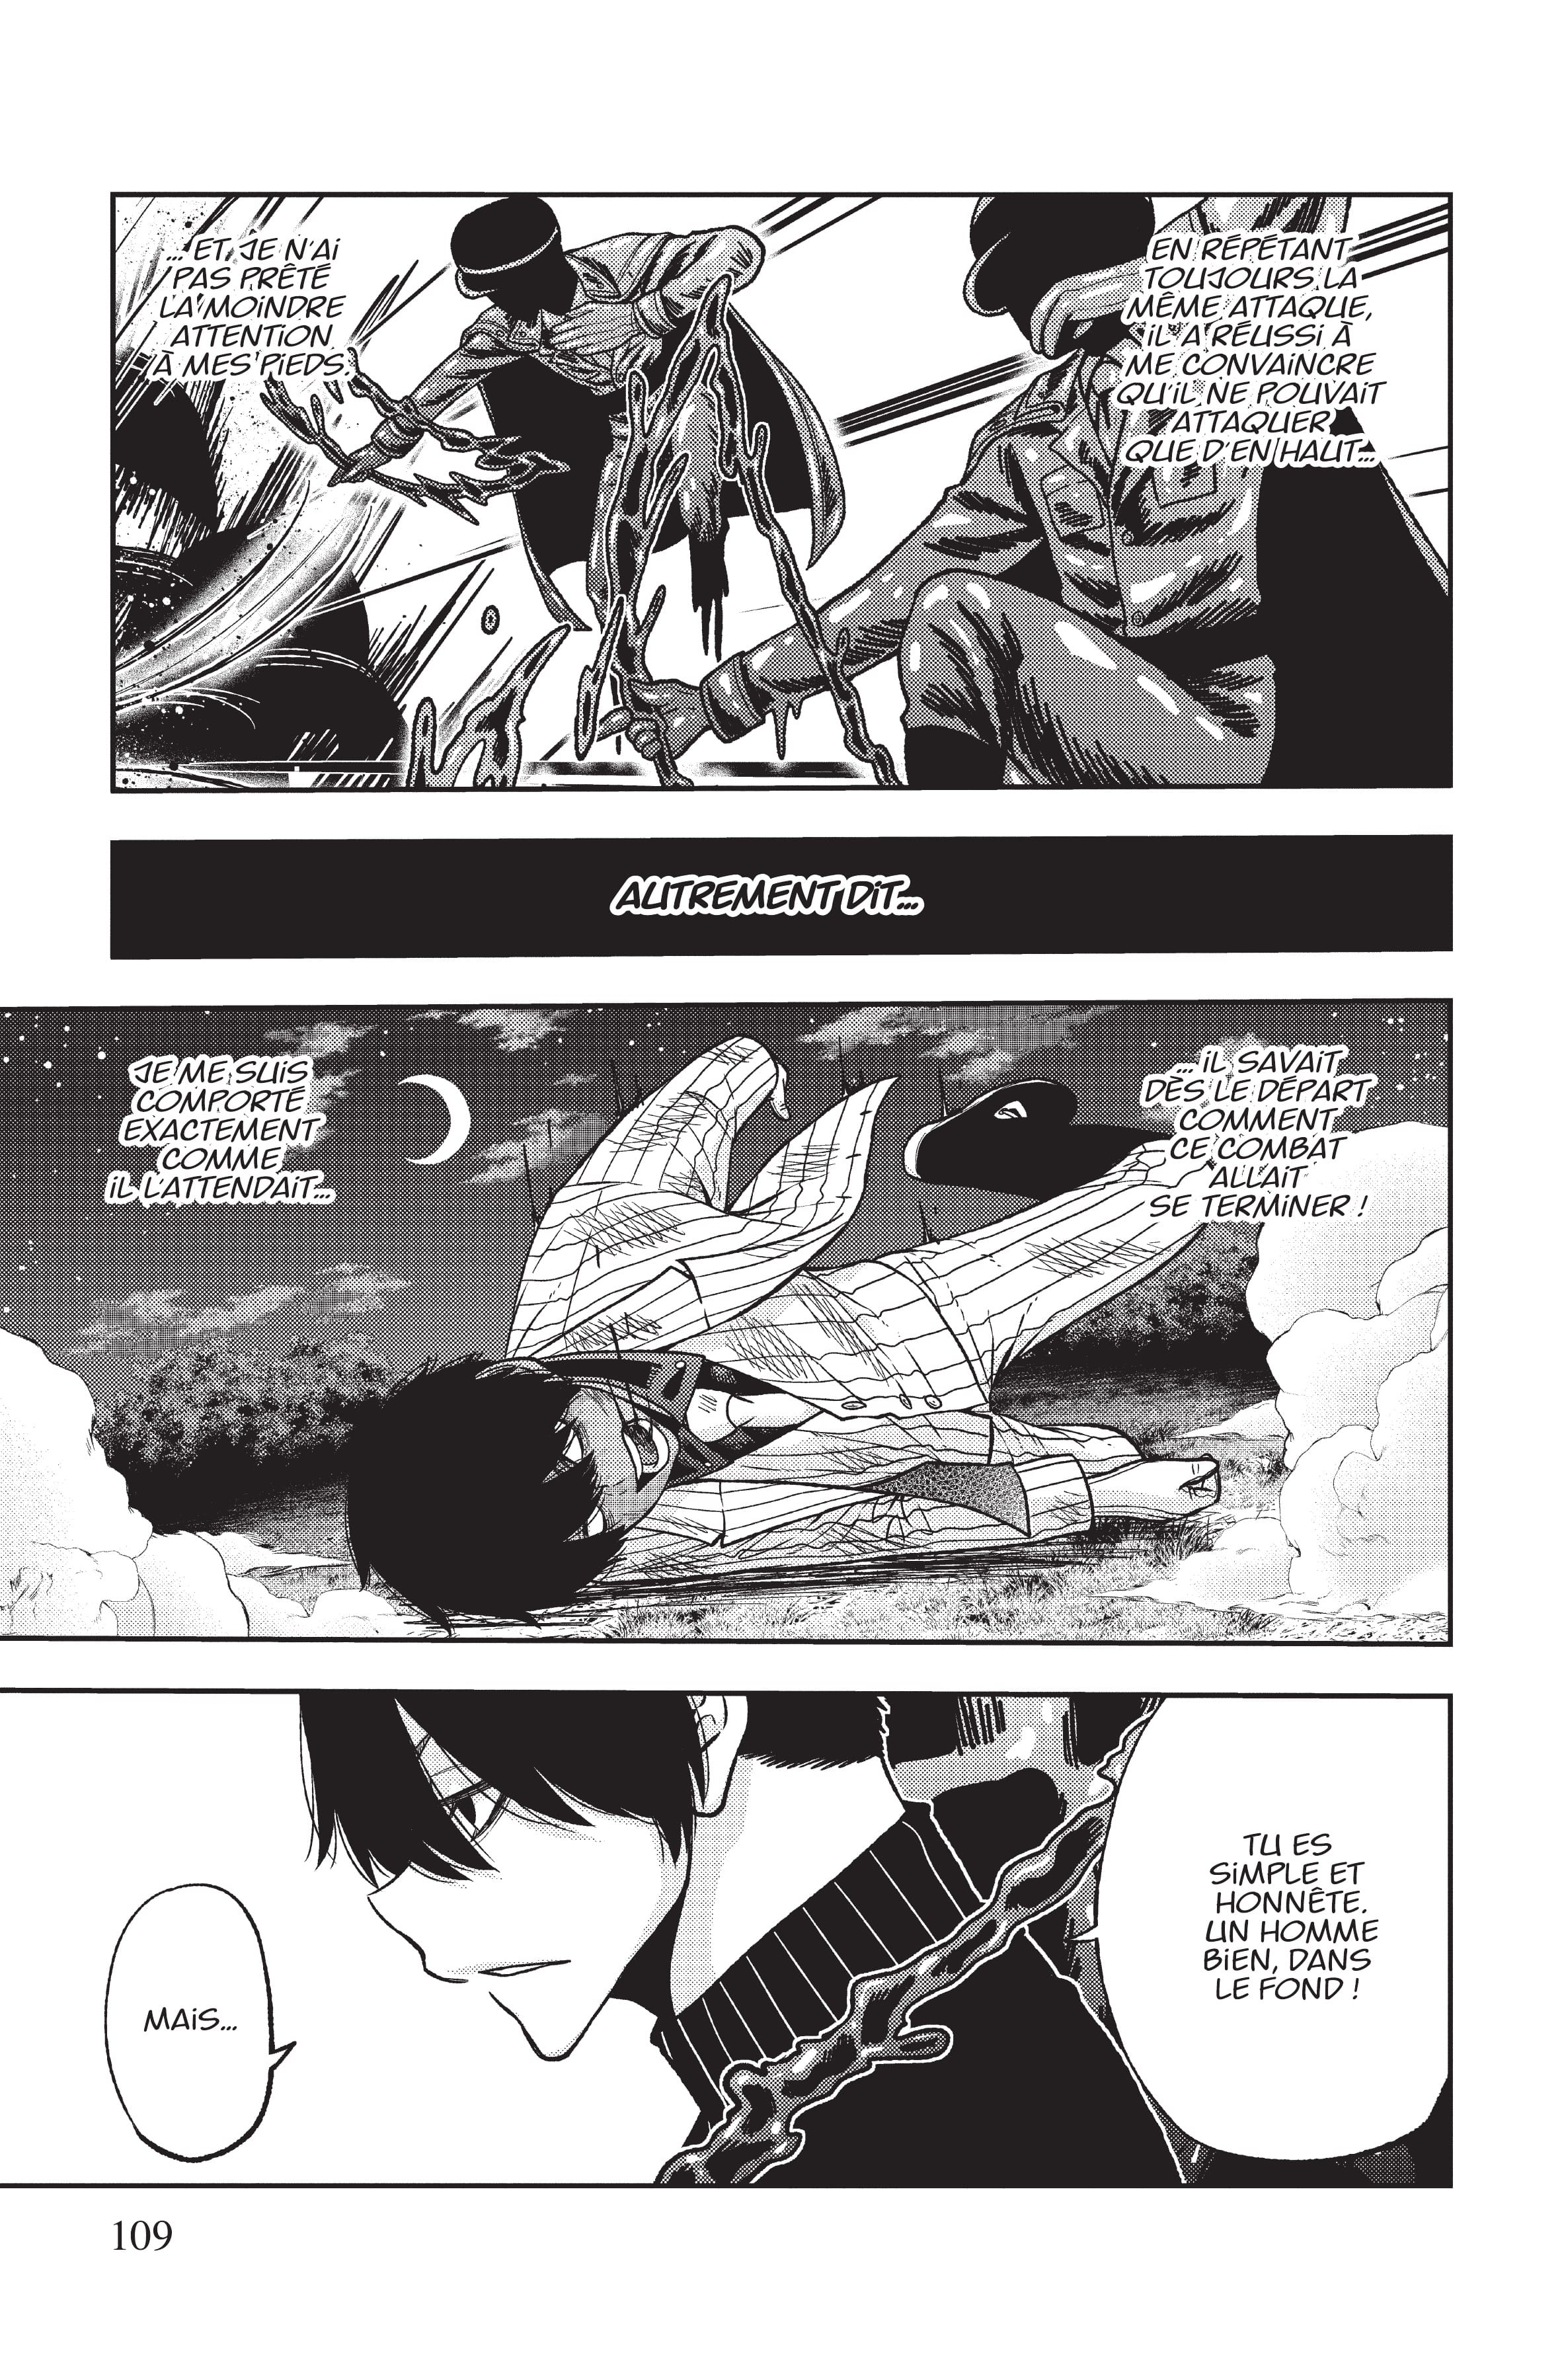 EN RÉPÉTANT
TOUJOURS LA
MÊME ATTAQUE,
IL A RÉUSSI À
ME CONVAINCRE
QU'IL NE POUVAIT
ATTAQUER
QUE D'EN HAUT...
... ET JE N'AI
PAS PRÊTÉ
LA MOINDRE
ATTENTION
À MES PIEDS.
AUTREMENT DIT...
... IL SAVAIT
DÈS LE DÉPART
COMMENT
CE COMBAT
ALLAIT
SE TERMINER !
JE ME SUIS
COMPORTÉ
EXACTEMENT
COMME
IL L'ATTENDAIT...
TU ES
SIMPLE ET
HONNÊTE.
UN HOMME
BIEN, DANS
LE FOND !
MAIS...
109